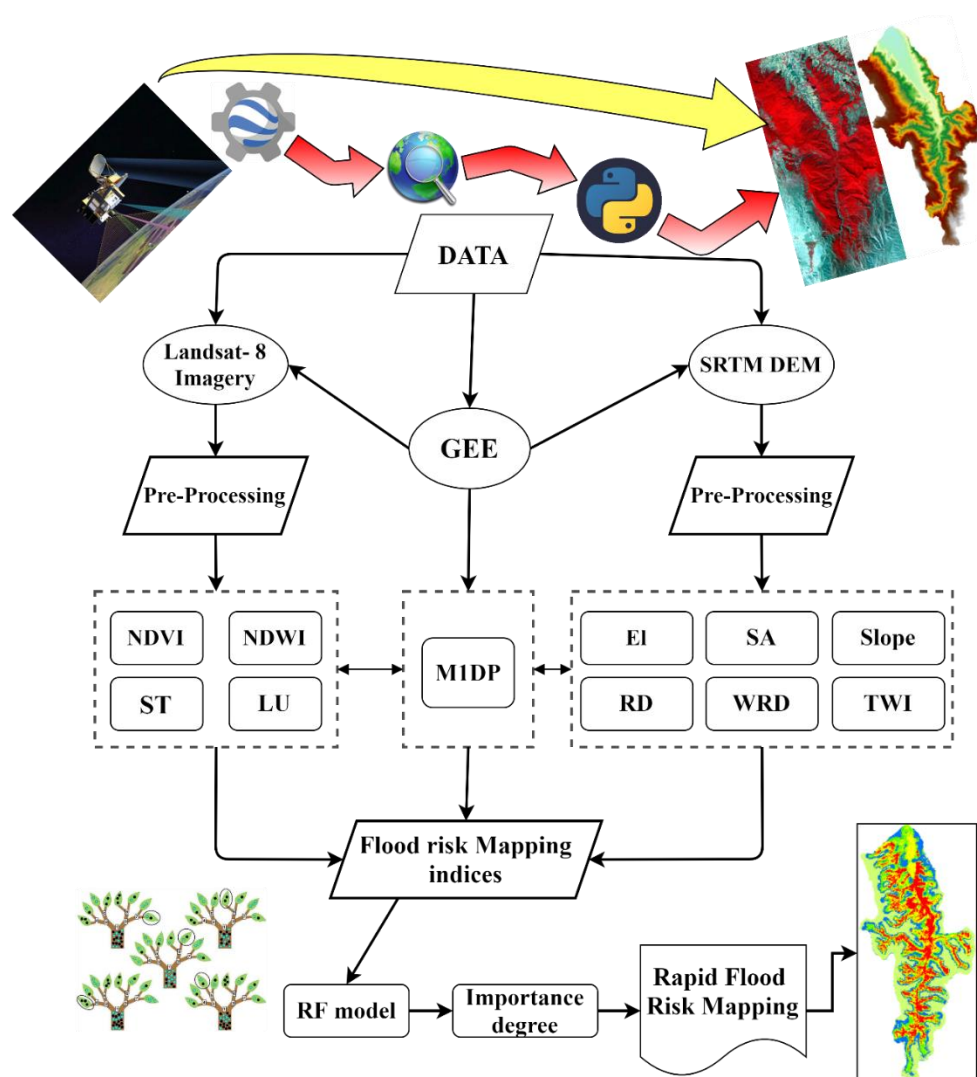 DATA
Landsat- 8
Imagery
SRTM DEM
GEE
Pre-Processing
Pre-Processing
NDVI
NDWI
ST
LU
M1DP
El
SA
Slope
RD
WRD
TWI
Flood risk Mapping
indices
RF model
Importance
degree
Rapid Flood
Risk Mapping